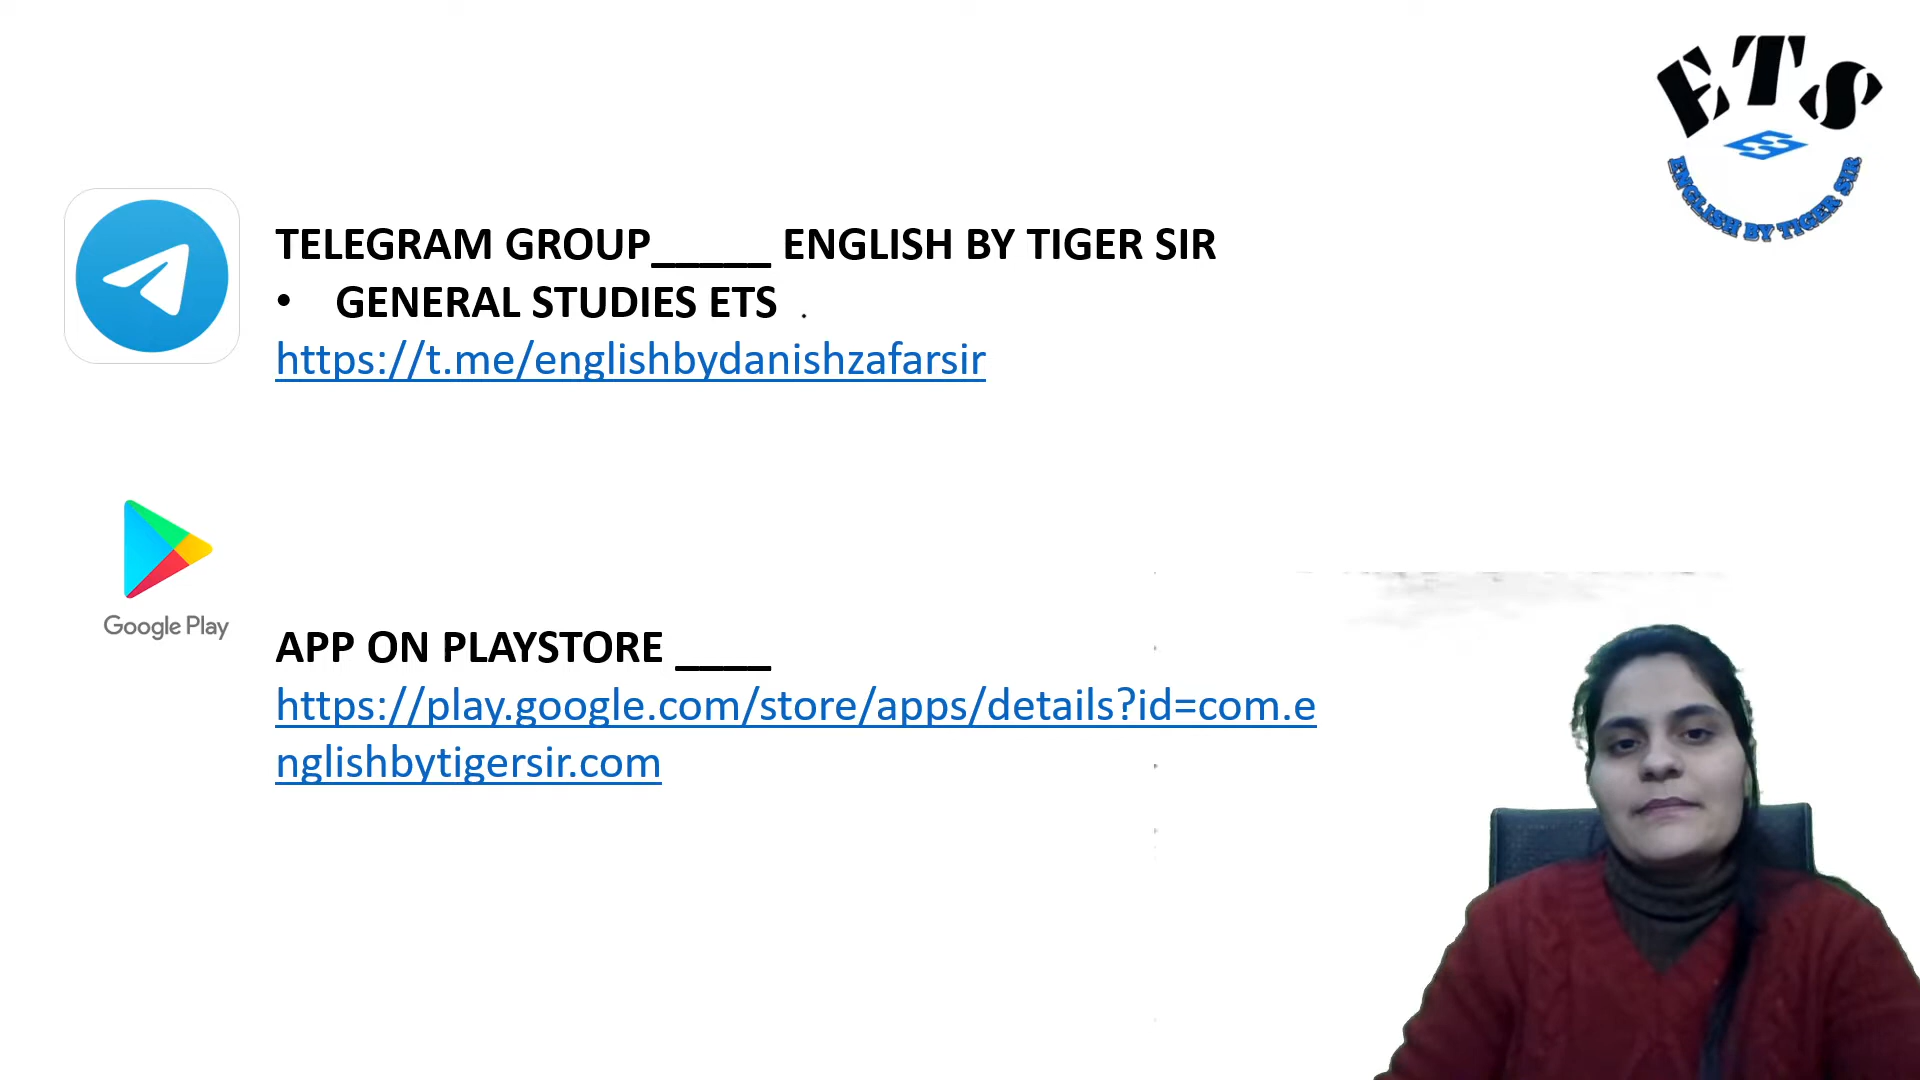 ETS
ENGLISH BY TIGER SIR
TELEGRAM GROUP_____ ENGLISH BY TIGER SIR
• GENERAL STUDIES ETS .
https://t.me/englishbydanishzafarsir
Google Play
APP ON PLAYSTORE ____
https://play.google.com/store/apps/details?id=com.e
nglishbytigersir.com